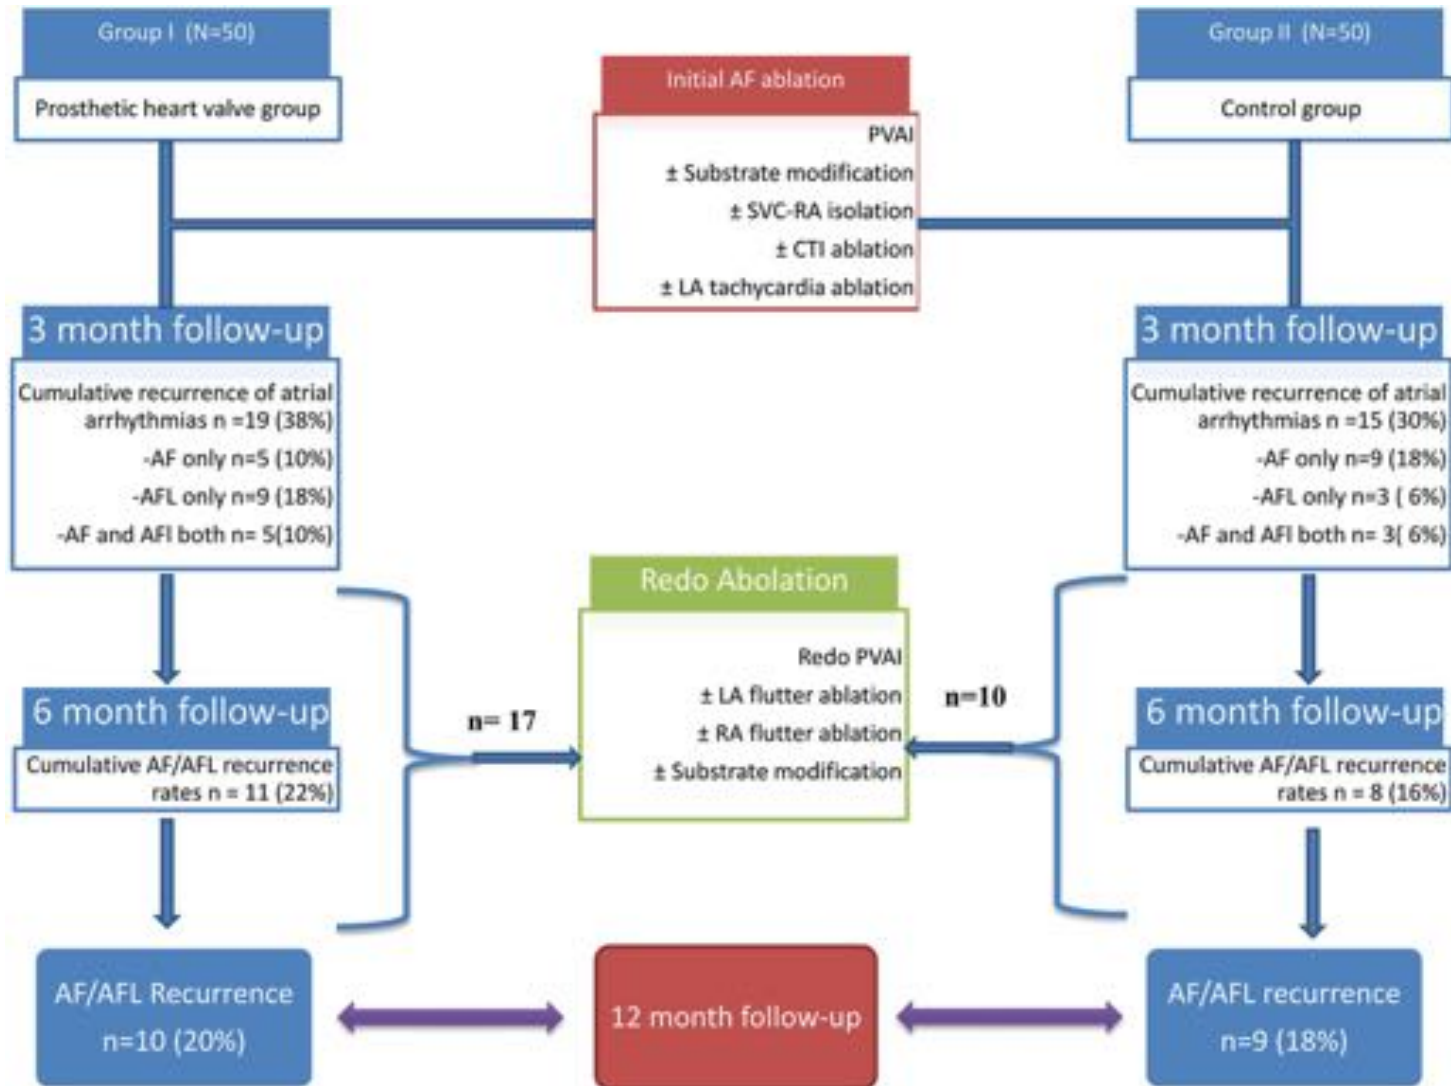 Group I (N=50)
Prosthetic heart valve group
Initial AF ablation
PVAI
± Substrate modification
± SVC-RA isolation
± CTI ablation
± LA tachycardia ablation
Group II (N=50)
Control group
3 month follow-up
Cumulative recurrence of atrial
arrhythmias n =19 (38%)
-AF only n=5 (10%)
-AFL only n=9 (18%)
-AF and AFl both n= 5(10%)
3 month follow-up
Cumulative recurrence of atrial
arrhythmias n =15 (30%)
-AF only n=9 (18%)
-AFL only n=3 ( 6%)
-AF and AFl both n= 3( 6%)
Redo Abolation
Redo PVAI
± LA flutter ablation
± RA flutter ablation
± Substrate modification
n= 17
n=10
6 month follow-up
Cumulative AF/AFL recurrence
rates n = 11 (22%)
6 month follow-up
Cumulative AF/AFL recurrence
rates n = 8 (16%)
AF/AFL Recurrence
n=10 (20%)
12 month follow-up
AF/AFL recurrence
n=9 (18%)